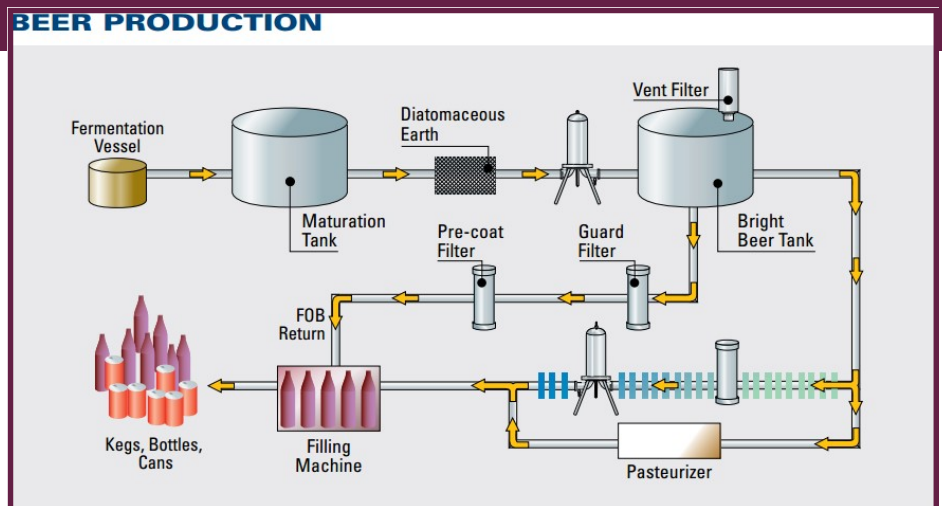 BEER PRODUCTION
Vent Filter
Diatomaceous
Earth
Fermentation
Vessel
Maturation
Tank
Pre-coat
Filter
Guard
Filter
Bright
Beer Tank
FOB
Return
Kegs, Bottles,
Cans
Filling
Machine
Pasteurizer